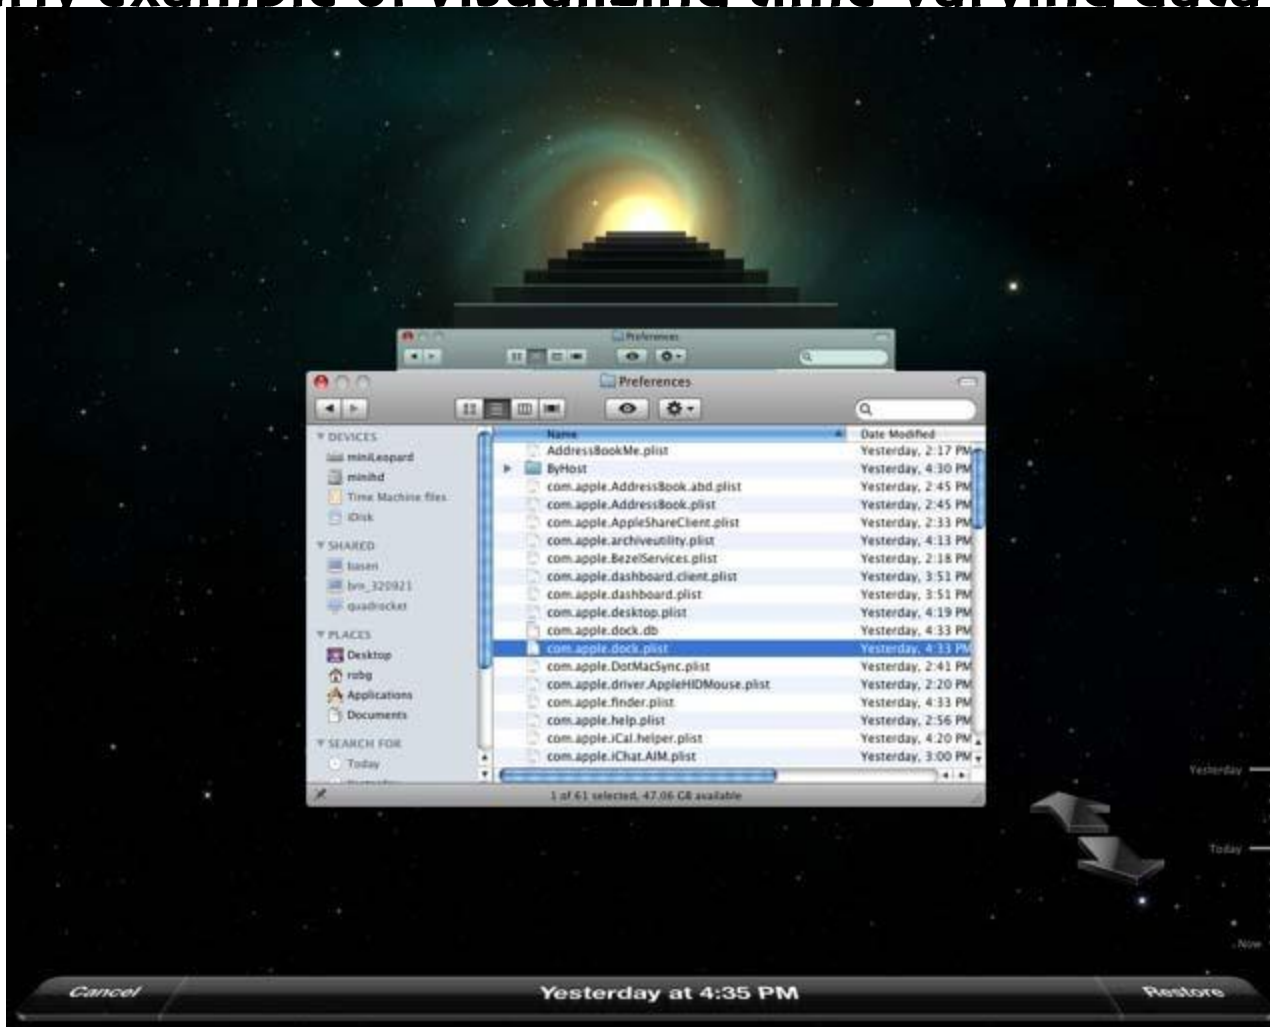 example of visualizing time-varying data
Preferences
Preferences
Name Date Modified
DEVICES
miniLeopard
minihd
Time Machine files
iDisk
SHARED
basen
bm_320921
quadrocket
PLACES
Desktop
robg
Applications
Documents
SEARCH FOR
Today
AddressBookMe.plist Yesterday, 2:17 PM
ByHost Yesterday, 4:30 PM
com.apple.AddressBook.abd.plist Yesterday, 2:45 PM
com.apple.AddressBook.plist Yesterday, 2:45 PM
com.apple.AppleShareClient.plist Yesterday, 2:33 PM
com.apple.archiveutility.plist Yesterday, 4:13 PM
com.apple.BezelServices.plist Yesterday, 2:18 PM
com.apple.dashboard.client.plist Yesterday, 3:51 PM
com.apple.dashboard.plist Yesterday, 3:51 PM
com.apple.desktop.plist Yesterday, 4:19 PM
com.apple.dock.db Yesterday, 4:33 PM
com.apple.dock.plist Yesterday, 4:33 PM
com.apple.DotMacSync.plist Yesterday, 2:41 PM
com.apple.driver.AppleHIDMouse.plist Yesterday, 2:20 PM
com.apple.finder.plist Yesterday, 4:33 PM
com.apple.help.plist Yesterday, 2:56 PM
com.apple.iCal.helper.plist Yesterday, 4:20 PM
com.apple.iChat.AIM.plist Yesterday, 3:00 PM
1 of 61 selected, 47.06 GB available
Yesterday
Today
Now
Cancel Yesterday at 4:35 PM Restore